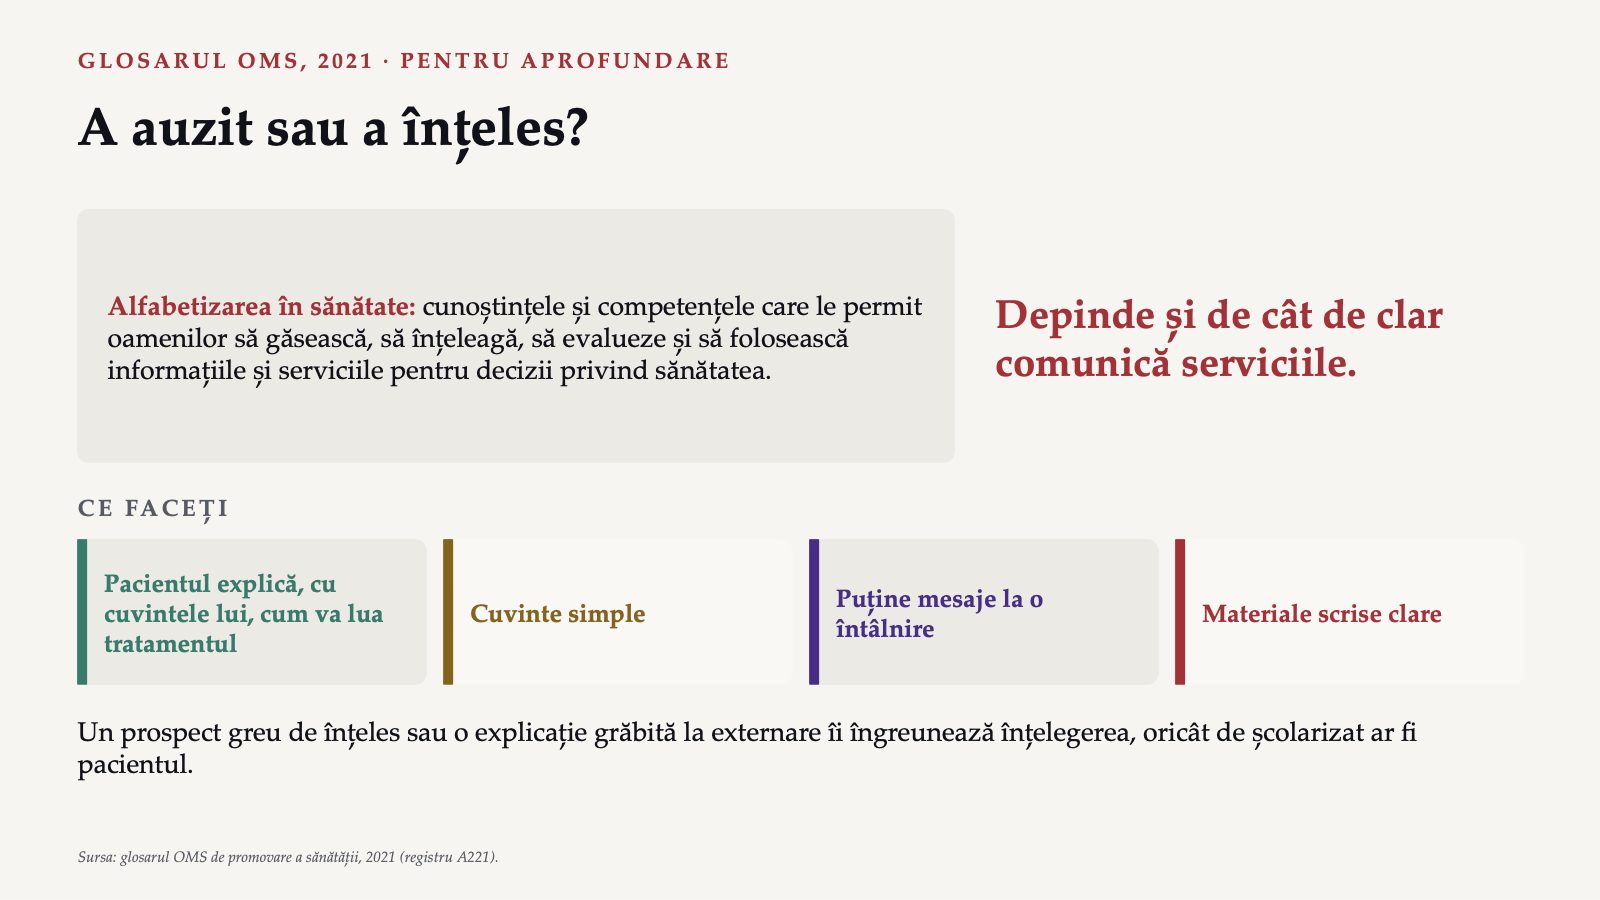 GLOSARUL OMS, 2021 · PENTRU APROFUNDARE
A auzit sau a înțeles?
Alfabetizarea în sănătate: cunoștințele și competențele care le permit
oamenilor să găsească, să înțeleagă, să evalueze și să folosească
informațiile și serviciile pentru decizii privind sănătatea.
Depinde și de cât de clar
comunică serviciile.
CE FACEȚI
Pacientul explică, cu
cuvintele lui, cum va lua
tratamentul
Cuvinte simple
Puține mesaje la o
întâlnire
Materiale scrise clare
Un prospect greu de înțeles sau o explicație grăbită la externare îi îngreunează înțelegerea, oricât de școlarizat ar fi
pacientul.
Sursa: glosarul OMS de promovare a sănătății, 2021 (registru A221).